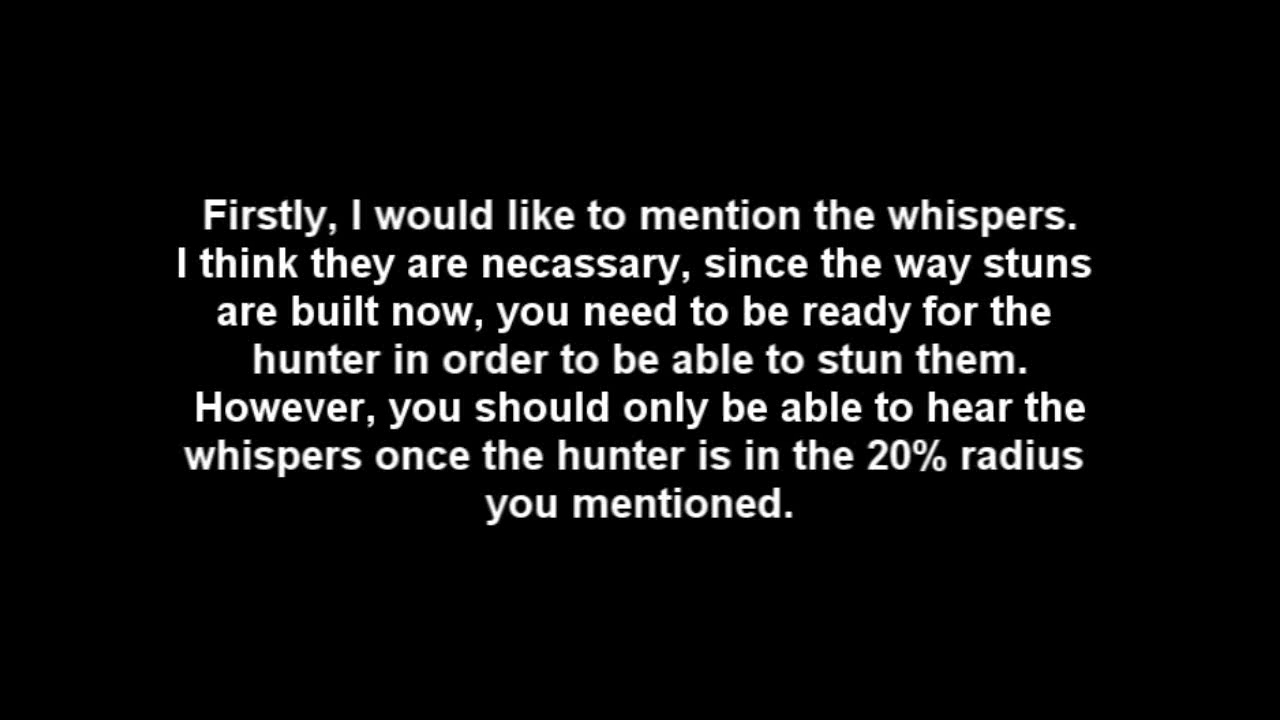 Firstly, I would like to mention the whispers.
I think they are necassary, since the way stuns
are built now, you need to be ready for the
hunter in order to be able to stun them.
However, you should only be able to hear the
whispers once the hunter is in the 20% radius
you mentioned.